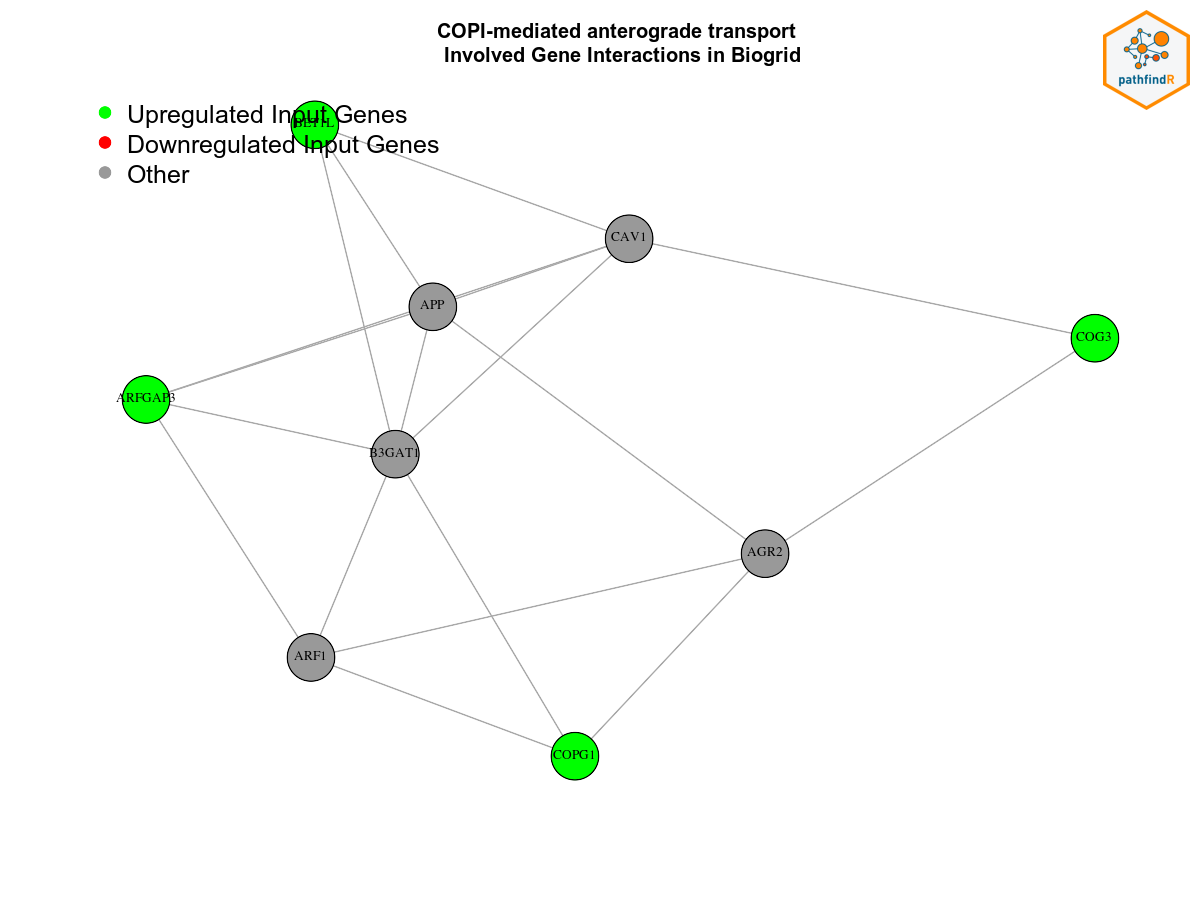 COPI-mediated anterograde transport
Involved Gene Interactions in Biogrid
pathfindR
Upregulated Input Genes
Downregulated Input Genes
Other
BET1L
CAV1
APP
COG3
ARFGAP3
B3GAT1
AGR2
ARF1
COPG1